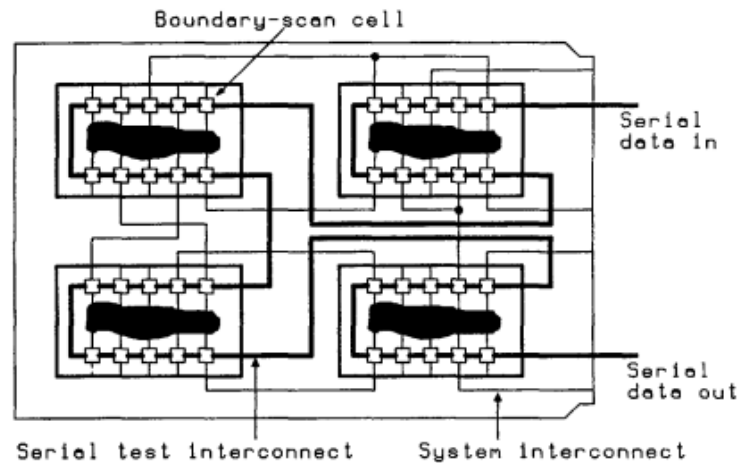 Boundary-scan cell
Serial
data in
Serial
data out
Serial test interconnect
System interconnect